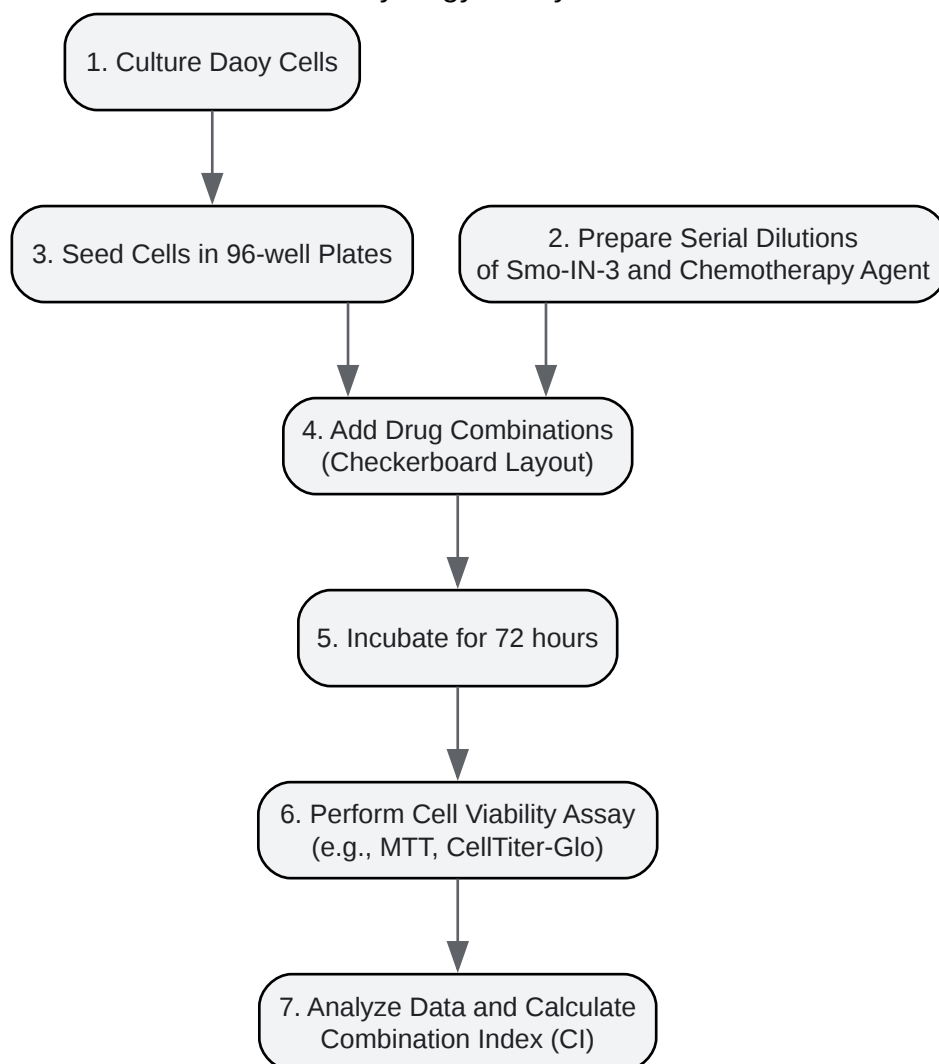 1. Culture Daoy Cells
3. Seed Cells in 96-well Plates
2. Prepare Serial Dilutions
of Smo-IN-3 and Chemotherapy Agent
4. Add Drug Combinations
(Checkerboard Layout)
5. Incubate for 72 hours
6. Perform Cell Viability Assay
(e.g., MTT, CellTiter-Glo)
7. Analyze Data and Calculate
Combination Index (CI)